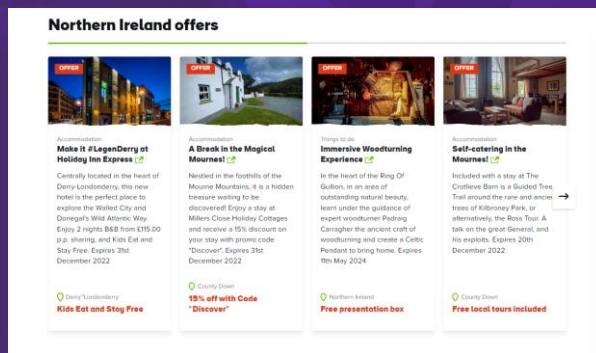 Northern Ireland offers
OFFER
Accommodation
Make it #LegenDerry at
Holiday Inn Express
Centrally located in the heart of
Derry-Londonderry, this new
hotel is the perfect place to
explore the Walled City and
Donegal's Wild Atlantic Way.
Enjoy 2 nights B&B from £115.00
p.p. sharing, and Kids Eat and
Stay Free. Expires 31st
December 2022
Derry~Londonderry
Kids Eat and Stay Free
OFFER
Accommodation
A Break in the Magical
Mournes!
Nestled in the foothills of the
Mourne Mountains, it is a hidden
treasure waiting to be
discovered! Enjoy a stay at
Millers Close Holiday Cottages
and receive a 15% discount on
your stay with promo code
"Discover". Expires 31st
December 2022
County Down
15% off with Code
"Discover"
OFFER
Things to do
Immersive Woodturning
Experience
In the heart of the Ring Of
Gullion, in an area of
outstanding natural beauty,
learn under the guidance of
expert woodturner Padraig
Carragher the ancient craft of
woodturning and create a Celtic
Pendant to bring home. Expires
11th May 2024
Northern Ireland
Free presentation box
OFFER
Accommodation
Self-catering in the
Mournes!
Included with a stay at The
Crotlieve Barn is a Guided Tree
Trail around the rare and ancient
trees of Kilbroney Park, or
alternatively, the Ross Tour. A
talk on the great General, and
his exploits. Expires 20th
December 2022
County Down
Free local tours included